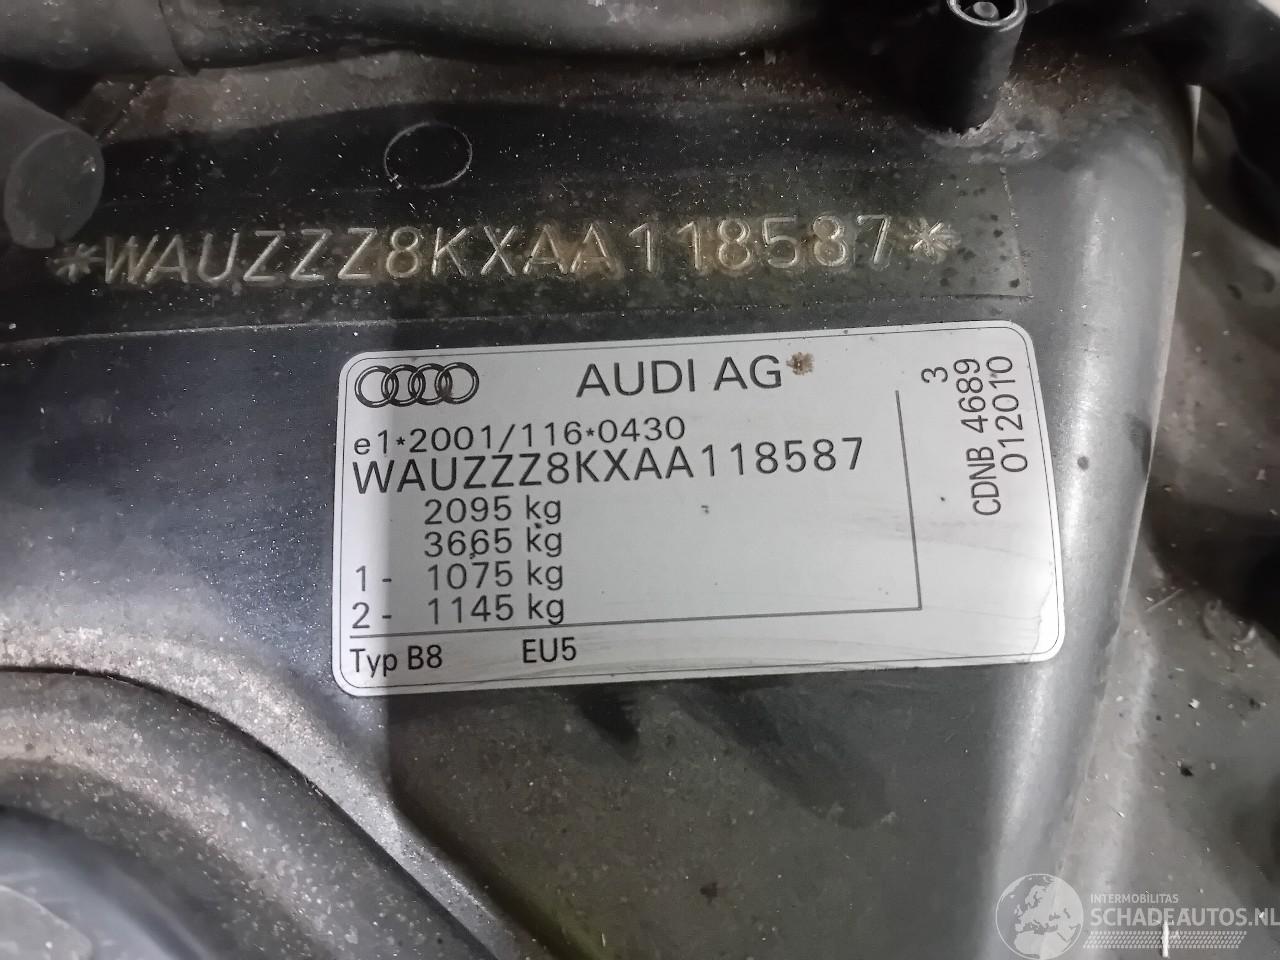 *WAUZZZ8KXAA118587*
AUDI AG
e1*2001/116*0430
WAUZZZ8KXAA118587
2095 kg
3665 kg
1- 1075 kg
2- 1145 kg
Typ B8 EU5
3
CDNB 4689
012010
INTERMOBILITAS
SCHADEAUTOS.NL